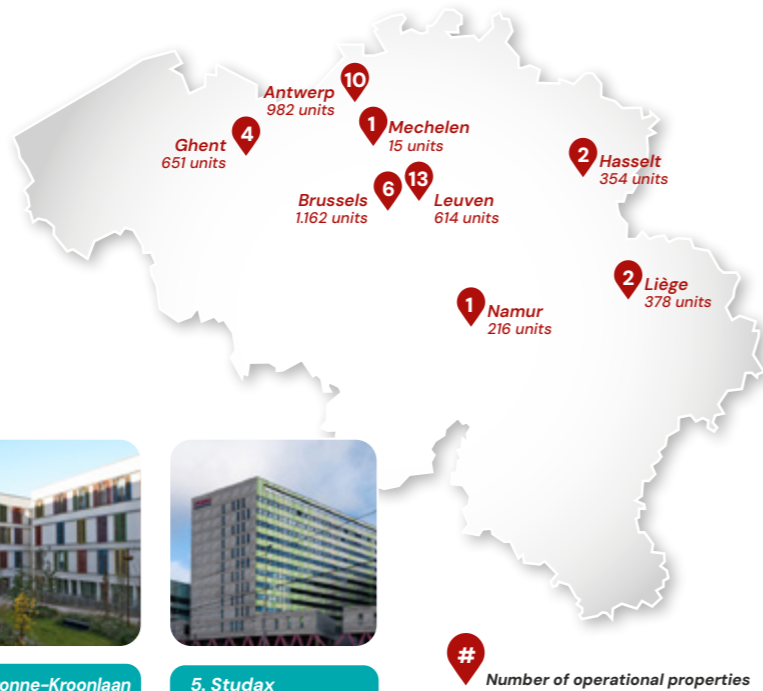 10
Antwerp
982 units
1
Mechelen
15 units
4
Ghent
651 units
2
Hasselt
354 units
6
Brussels
1.162 units
13
Leuven
614 units
2
Liège
378 units
1
Namur
216 units
onne-Kroonlaan
5. Studax
#
Number of operational properties